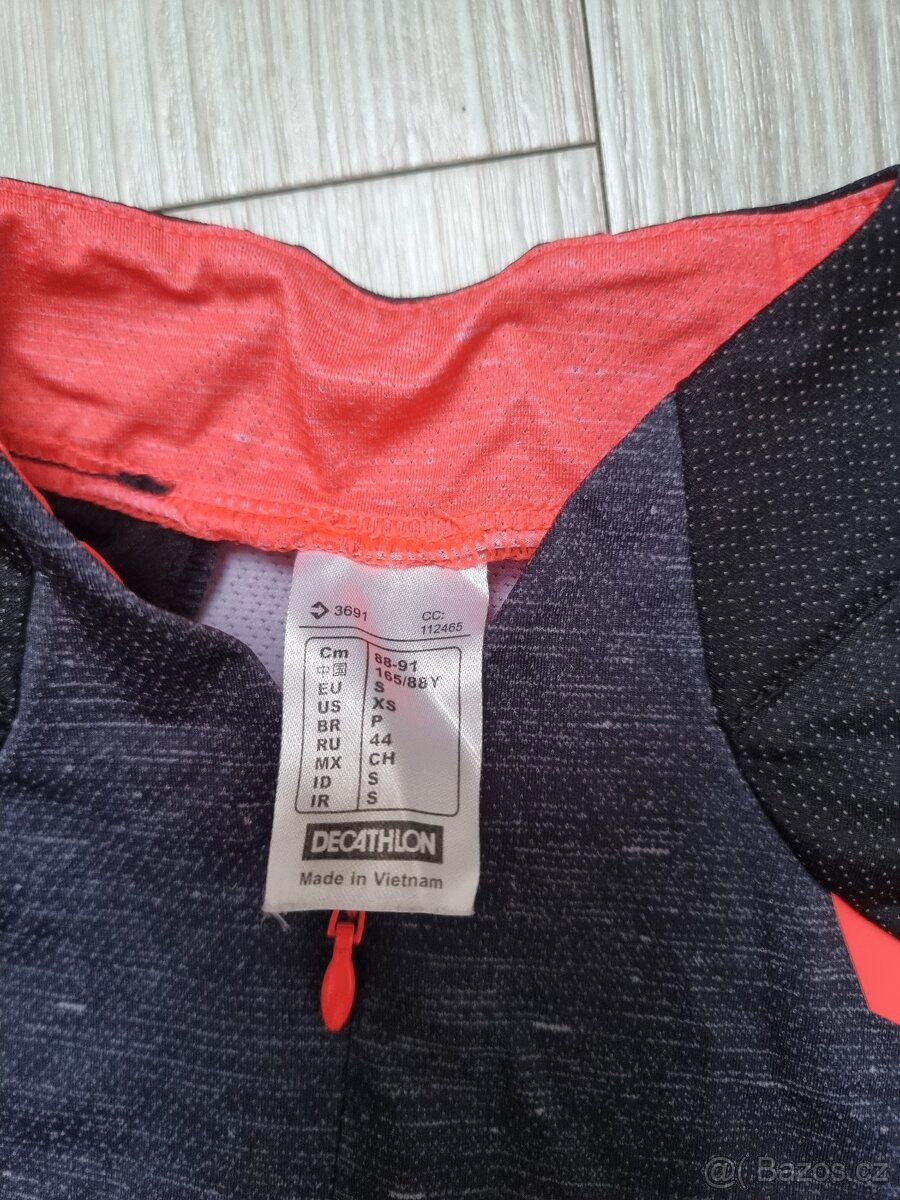 3691 CC:
112465
Cm 88-91
中国 165/88Y
EU S
US XS
BR P
RU 44
MX CH
ID S
IR S
DECATHLON
Made in Vietnam
@( Bazos.cz